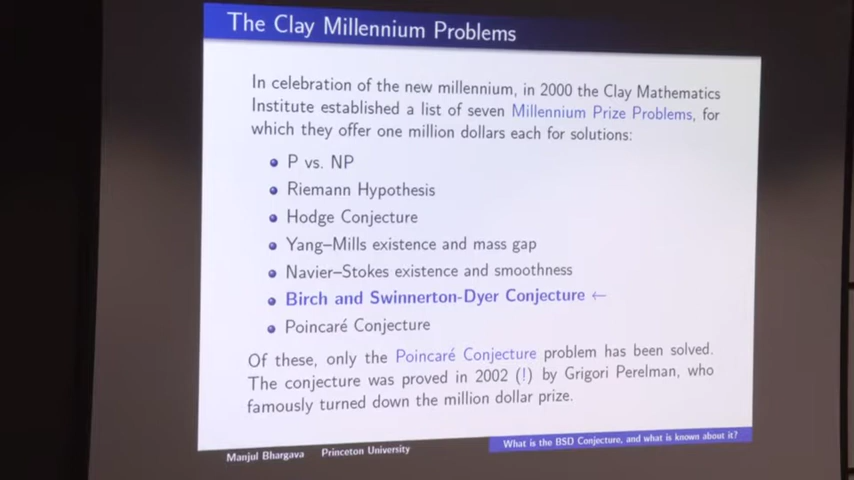 The Clay Millennium Problems
In celebration of the new millennium, in 2000 the Clay Mathematics
Institute established a list of seven Millennium Prize Problems, for
which they offer one million dollars each for solutions:
P vs. NP
Riemann Hypothesis
Hodge Conjecture
Yang–Mills existence and mass gap
Navier–Stokes existence and smoothness
Birch and Swinnerton-Dyer Conjecture ←
Poincaré Conjecture
Of these, only the Poincaré Conjecture problem has been solved.
The conjecture was proved in 2002 (!) by Grigori Perelman, who
famously turned down the million dollar prize.
Manjul Bhargava Princeton University What is the BSD Conjecture, and what is known about it?